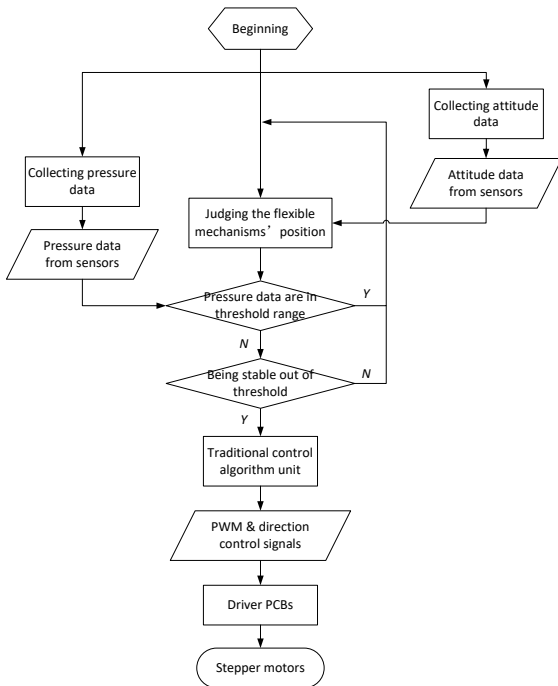 Beginning
Collecting attitude
data
Collecting pressure
data
Attitude data
from sensors
Judging the flexible
mechanisms’ position
Pressure data
from sensors
Pressure data are in
threshold range
Y
N
Being stable out of
threshold
N
Y
Traditional control
algorithm unit
PWM & direction
control signals
Driver PCBs
Stepper motors